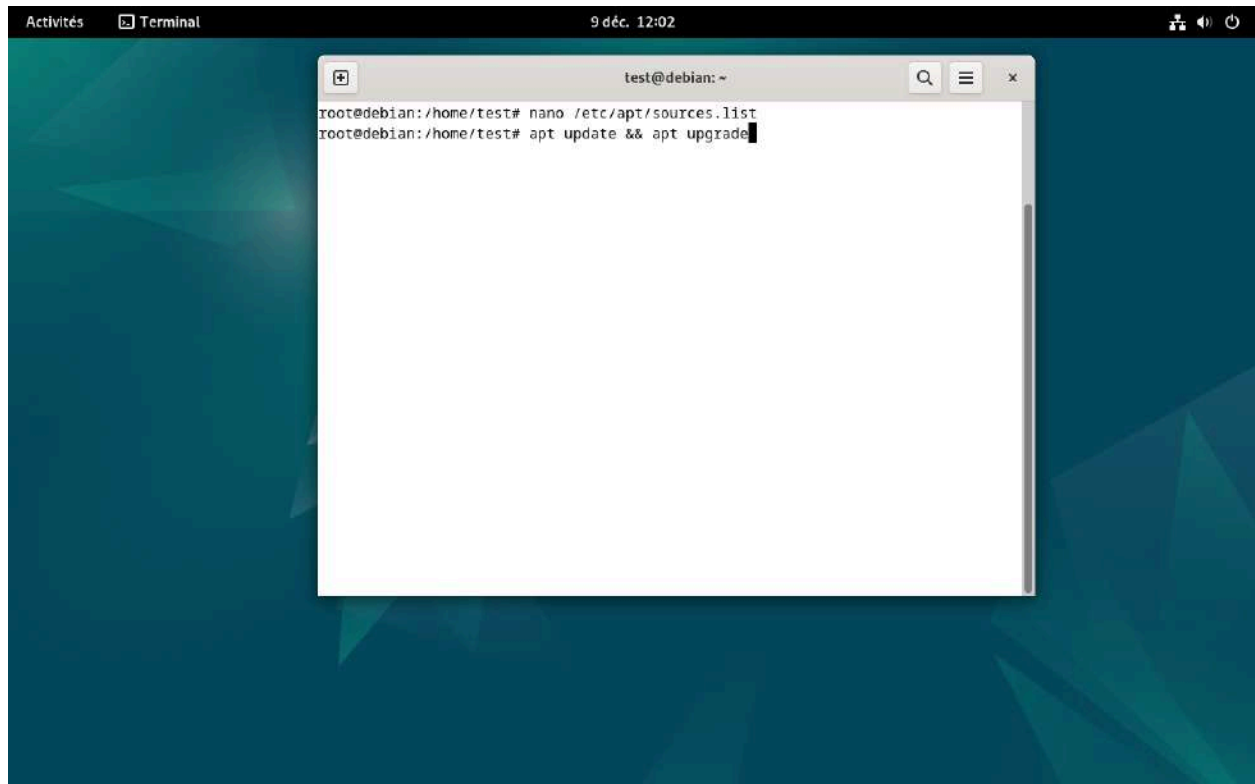 Activités Terminal 9 déc. 12:02
test@debian: ~
root@debian:/home/test# nano /etc/apt/sources.list
root@debian:/home/test# apt update && apt upgrade